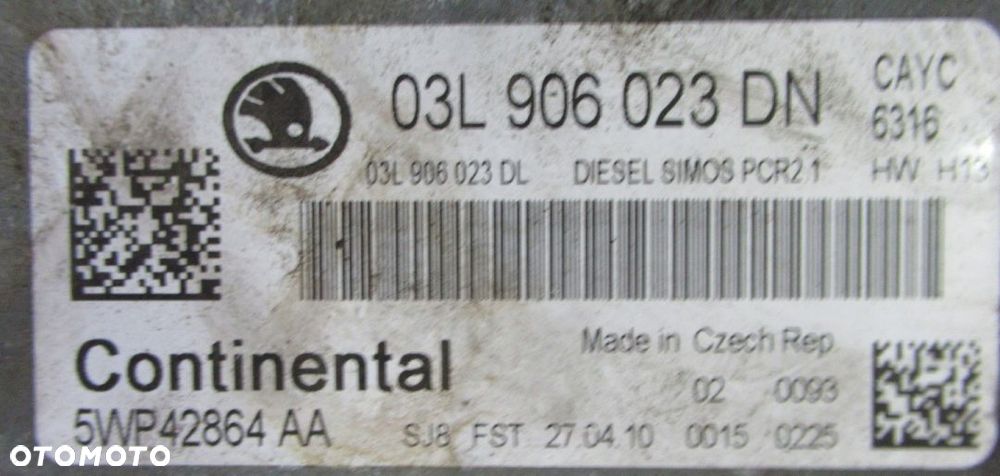 03L 906 023 DN
CAYC
6316
03L 906 023 DL DIESEL SIMOS PCR2 1 HW H13
Continental
Made in Czech Rep
02 0093
5WP42864 AA
SJ8 FST 27 04 10 0015 0225
OTOMOTO